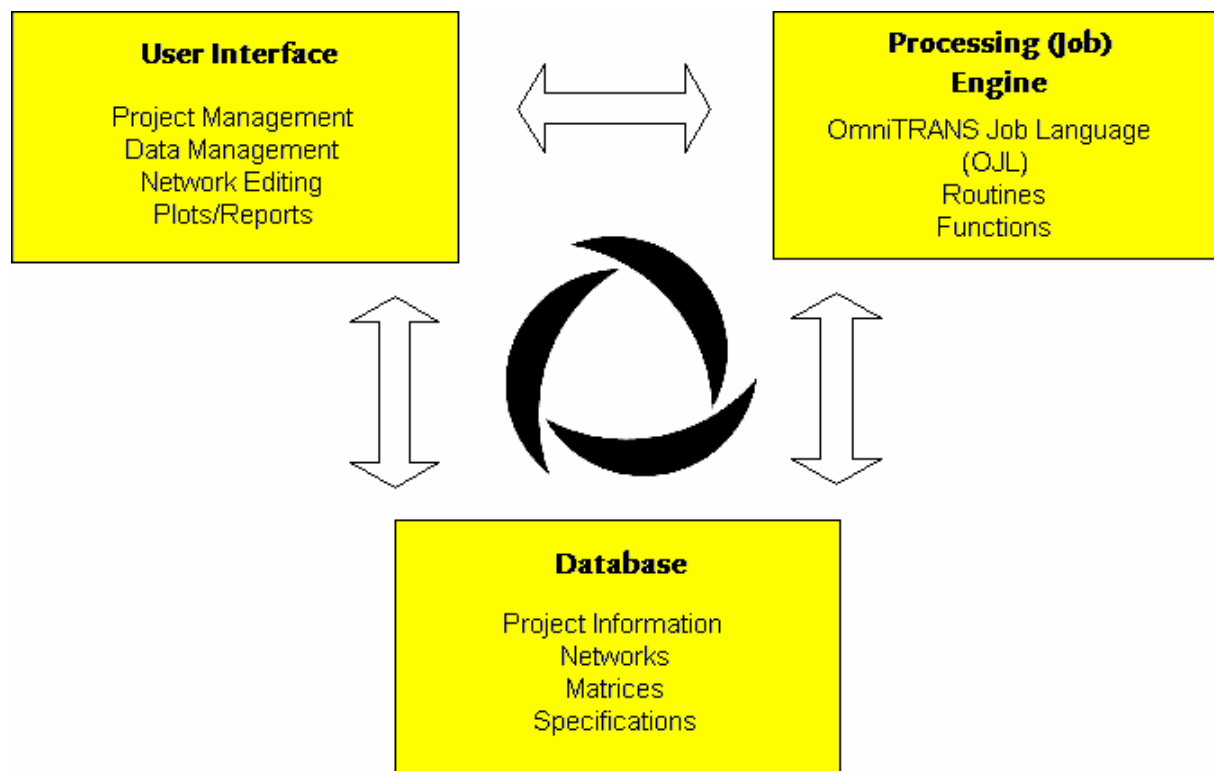 User Interface
Project Management
Data Management
Network Editing
Plots/Reports
Processing (Job)
Engine
OmniTRANS Job Language
(OJL)
Routines
Functions
Database
Project Information
Networks
Matrices
Specifications